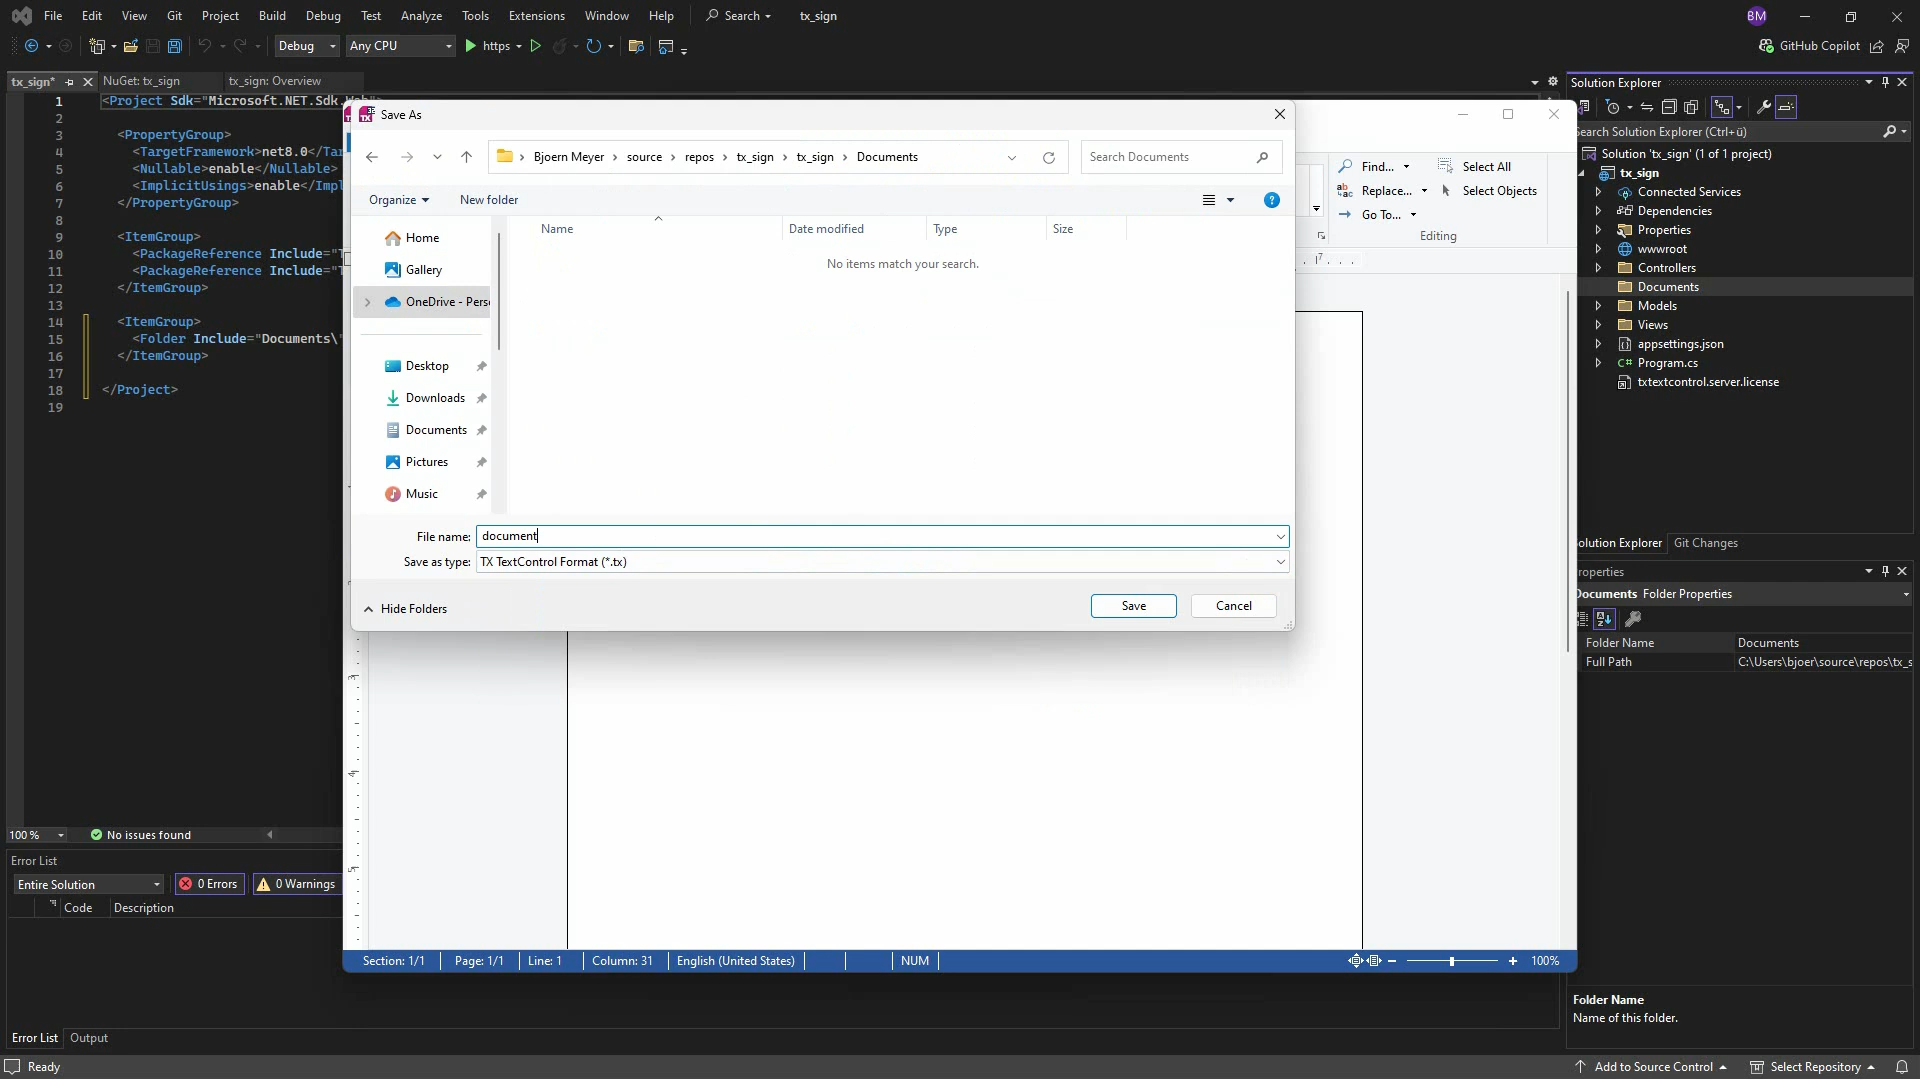 File Edit View Git Project Build Debug Test Analyze Tools Extensions Window Help Search tx_sign BM
Debug Any CPU https GitHub Copilot
tx_sign* NuGet: tx_sign tx_sign: Overview
1 <Project Sdk="Microsoft.NET.Sdk.Web">
2
3 <PropertyGroup>
4 <TargetFramework>net8.0</Tar
5 <Nullable>enable</Nullable>
6 <ImplicitUsings>enable</Impl
7 </PropertyGroup>
8
9 <ItemGroup>
10 <PackageReference Include="T
11 <PackageReference Include="T
12 </ItemGroup>
13
14 <ItemGroup>
15 <Folder Include="Documents\"
16 </ItemGroup>
17
18 </Project>
19
100 % No issues found
Error List
Entire Solution 0 Errors 0 Warnings
Code Description
Error List Output
Ready Add to Source Control Select Repository
Save As
Bjoern Meyer source repos tx_sign tx_sign Documents
Search Documents
Organize New folder
Home
Gallery
OneDrive - Pers
Desktop
Downloads
Documents
Pictures
Music
Name Date modified Type Size
No items match your search.
File name: document
Save as type: TX TextControl Format (*.tx)
Hide Folders Save Cancel
Find... Select All
Replace... Select Objects
Go To...
Editing
7
3
4
5
Section: 1/1 Page: 1/1 Line: 1 Column: 31 English (United States) NUM 100%
Solution Explorer
Search Solution Explorer (Ctrl+ü)
Solution 'tx_sign' (1 of 1 project)
tx_sign
Connected Services
Dependencies
Properties
wwwroot
Controllers
Documents
Models
Views
appsettings.json
C# Program.cs
txtextcontrol.server.license
olution Explorer Git Changes
roperties
Documents Folder Properties
Folder Name Documents
Full Path C:\Users\bjoer\source\repos\tx_s
Folder Name
Name of this folder.